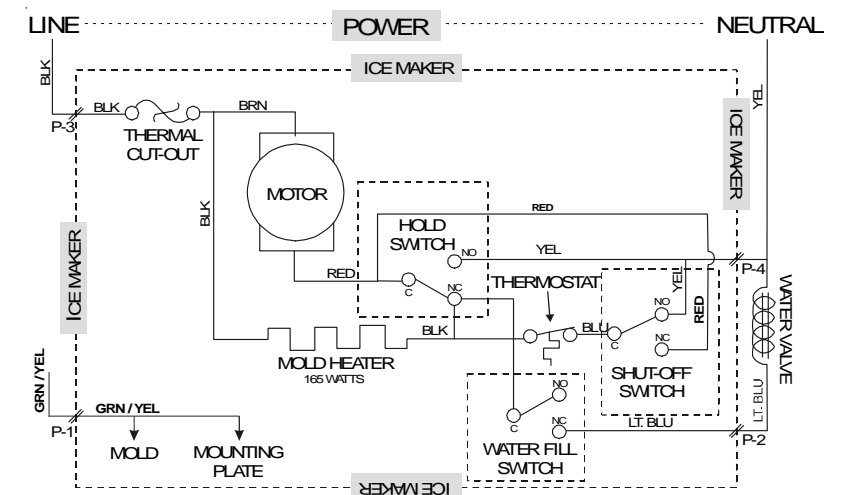 LINE
POWER
NEUTRAL
ICE MAKER
BLK
YEL
BLK
BRN
P-3
THERMAL
CUT-OUT
ICE MAKER
MOTOR
BLK
HOLD
SWITCH
RED
NO
YEL
RED
C
NC
THERMOSTAT
P-4
ICE MAKER
YEL
RED
NO
BLU
C
NC
WATER VALVE
BLK
MOLD HEATER
165 WATTS
SHUT-OFF
SWITCH
GRN / YEL
GRN / YEL
P-1
MOLD
MOUNTING
PLATE
NO
C
NC
LT. BLU
LT. BLU
P-2
WATER FILL
SWITCH
ICE MAKER